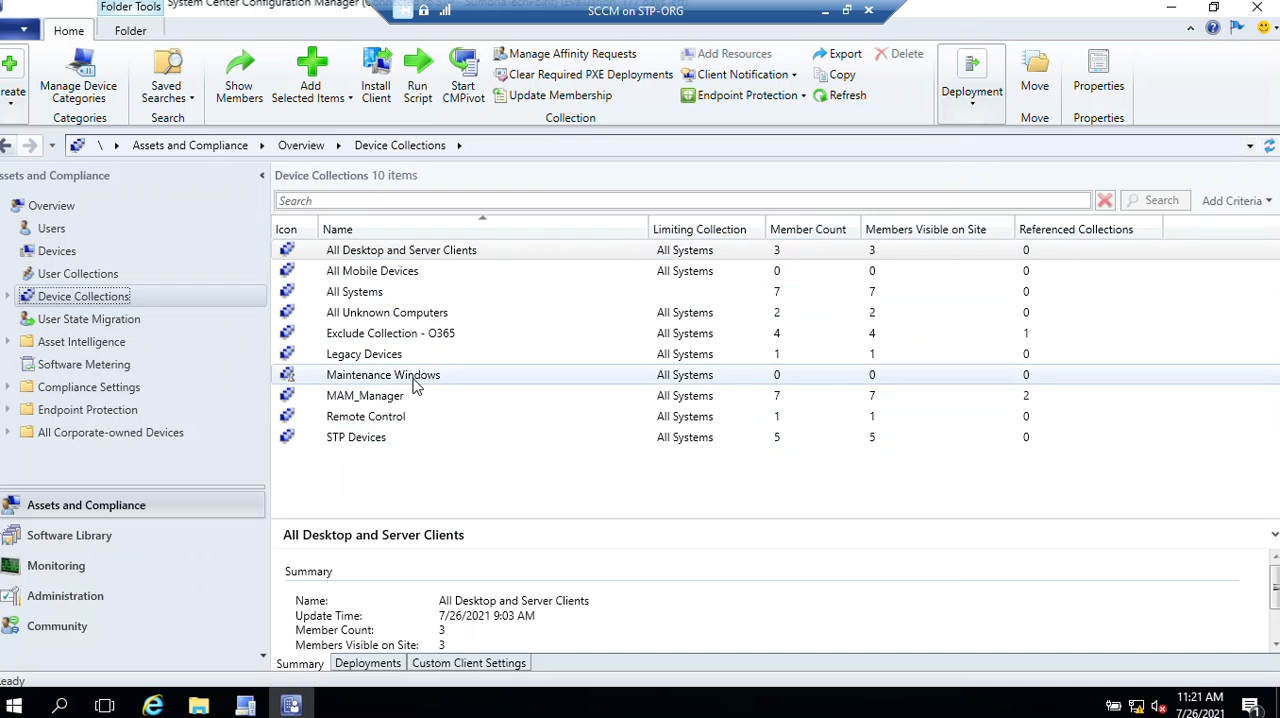 Folder Tools
SCCM on STP-ORG
Home
Folder
Manage Device Categories
Categories
Saved Searches
Search
Show Members
Add Selected Items
Install Client
Run Script
Start CMPivot
Manage Affinity Requests
Clear Required PXE Deployments
Update Membership
Add Resources
Client Notification
Endpoint Protection
Export
Copy
Refresh
Delete
Collection
Deployment
Move
Move
Properties
Properties
\ Assets and Compliance Overview Device Collections
ssets and Compliance
Overview
Users
Devices
User Collections
Device Collections
User State Migration
Asset Intelligence
Software Metering
Compliance Settings
Endpoint Protection
All Corporate-owned Devices
Assets and Compliance
Software Library
Monitoring
Administration
Community
Device Collections 10 items
Search
Search
Add Criteria
Icon Name Limiting Collection Member Count Members Visible on Site Referenced Collections
All Desktop and Server Clients All Systems 3 3 0
All Mobile Devices All Systems 0 0 0
All Systems 7 7 0
All Unknown Computers All Systems 2 2 0
Exclude Collection - O365 All Systems 4 4 1
Legacy Devices All Systems 1 1 0
Maintenance Windows All Systems 0 0 0
MAM_Manager All Systems 7 7 2
Remote Control All Systems 1 1 0
STP Devices All Systems 5 5 0
All Desktop and Server Clients
Summary
Name: All Desktop and Server Clients
Update Time: 7/26/2021 9:03 AM
Member Count: 3
Members Visible on Site: 3
Summary Deployments Custom Client Settings
eady
11:21 AM
7/26/2021
1